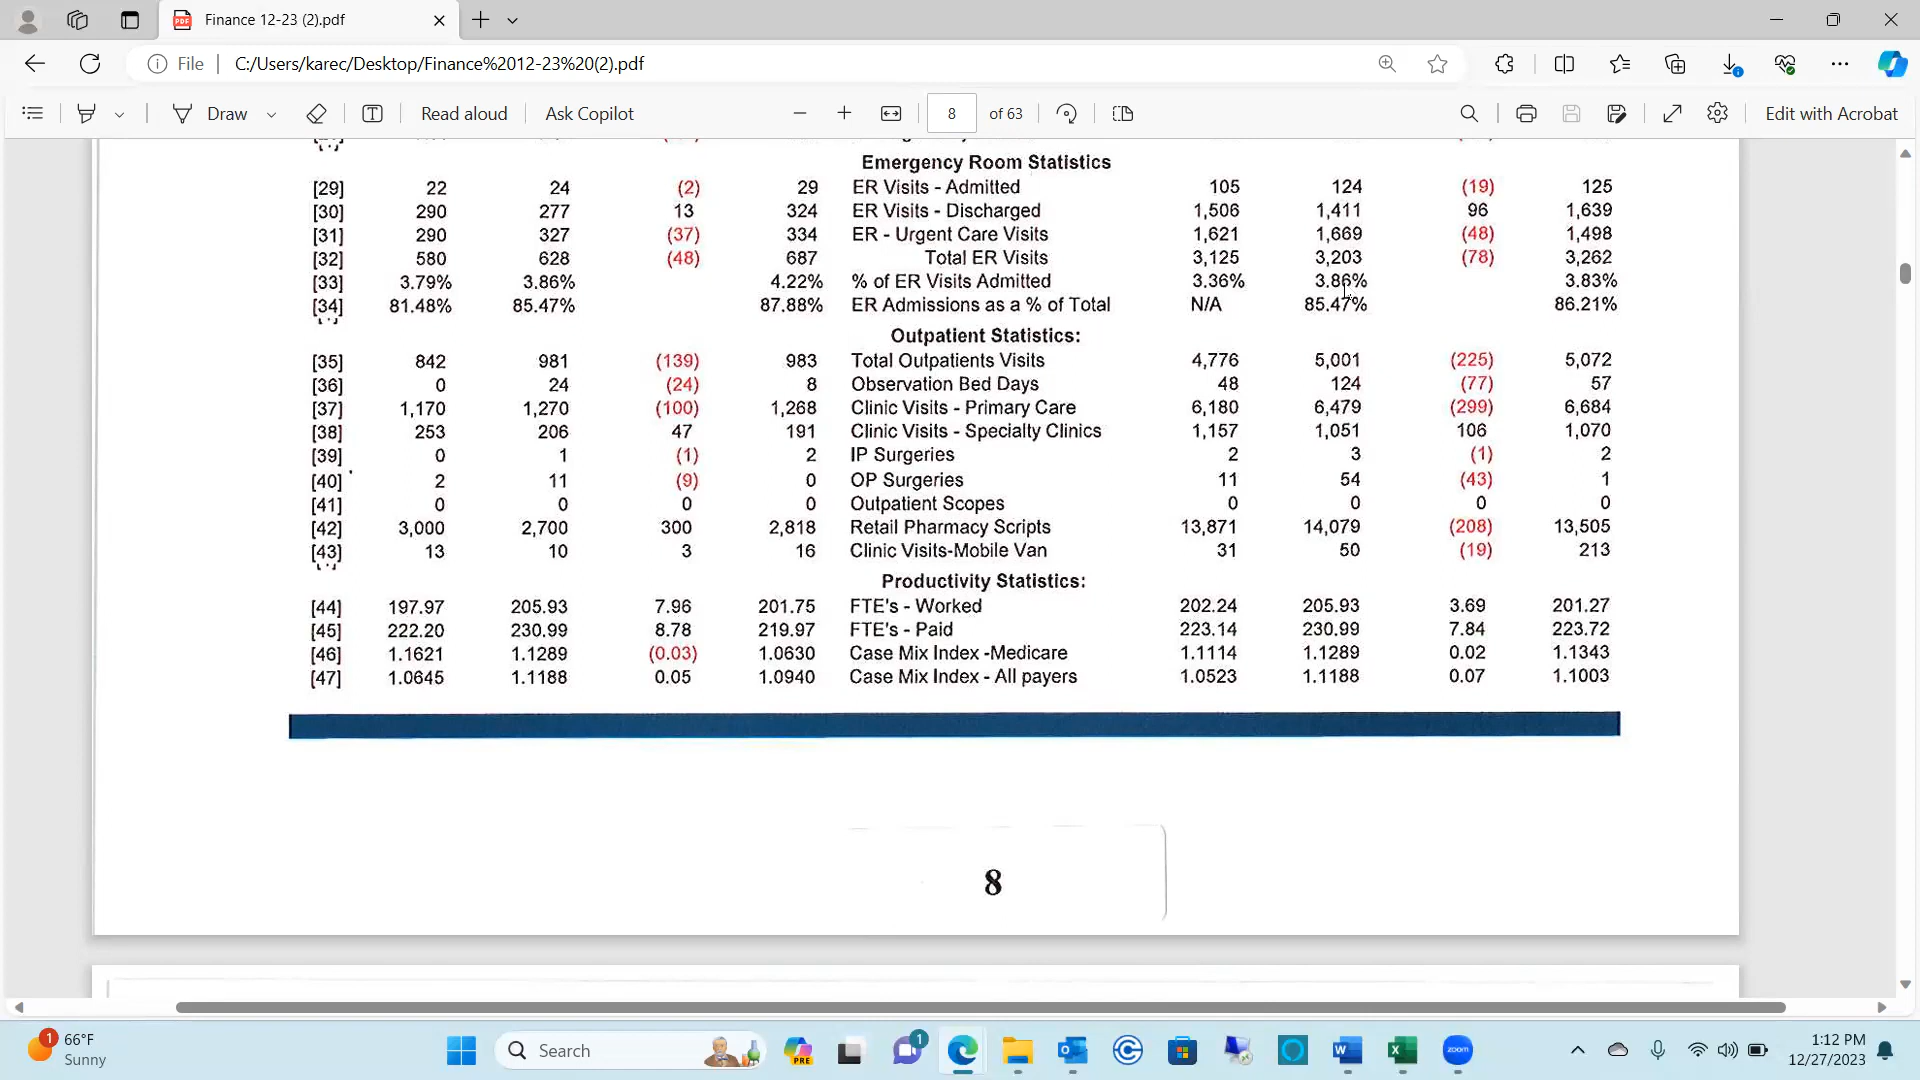 Finance 12-23 (2).pdf
File C:/Users/karec/Desktop/Finance%2012-23%20(2).pdf
Draw Read aloud Ask Copilot 8 of 63 Edit with Acrobat
Emergency Room Statistics
[29] 22 24 (2) 29 ER Visits - Admitted 105 124 (19) 125
[30] 290 277 13 324 ER Visits - Discharged 1,506 1,411 96 1,639
[31] 290 327 (37) 334 ER - Urgent Care Visits 1,621 1,669 (48) 1,498
[32] 580 628 (48) 687 Total ER Visits 3,125 3,203 (78) 3,262
[33] 3.79% 3.86% 4.22% % of ER Visits Admitted 3.36% 3.86% 3.83%
[34] 81.48% 85.47% 87.88% ER Admissions as a % of Total N/A 85.47% 86.21%
Outpatient Statistics:
[35] 842 981 (139) 983 Total Outpatients Visits 4,776 5,001 (225) 5,072
[36] 0 24 (24) 8 Observation Bed Days 48 124 (77) 57
[37] 1,170 1,270 (100) 1,268 Clinic Visits - Primary Care 6,180 6,479 (299) 6,684
[38] 253 206 47 191 Clinic Visits - Specialty Clinics 1,157 1,051 106 1,070
[39] 0 1 (1) 2 IP Surgeries 2 3 (1) 2
[40] 2 11 (9) 0 OP Surgeries 11 54 (43) 1
[41] 0 0 0 0 Outpatient Scopes 0 0 0 0
[42] 3,000 2,700 300 2,818 Retail Pharmacy Scripts 13,871 14,079 (208) 13,505
[43] 13 10 3 16 Clinic Visits-Mobile Van 31 50 (19) 213
Productivity Statistics:
[44] 197.97 205.93 7.96 201.75 FTE's - Worked 202.24 205.93 3.69 201.27
[45] 222.20 230.99 8.78 219.97 FTE's - Paid 223.14 230.99 7.84 223.72
[46] 1.1621 1.1289 (0.03) 1.0630 Case Mix Index -Medicare 1.1114 1.1289 0.02 1.1343
[47] 1.0645 1.1188 0.05 1.0940 Case Mix Index - All payers 1.0523 1.1188 0.07 1.1003
8
1 66°F
Sunny
Search
PRE
1
zoom
1:12 PM
12/27/2023